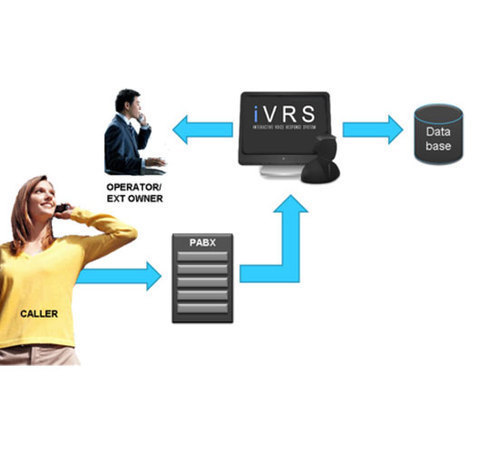 iVRS
INTERACTIVE VOICE RESPONSE SYSTEM
Data
base
OPERATOR/
EXT OWNER
PABX
CALLER